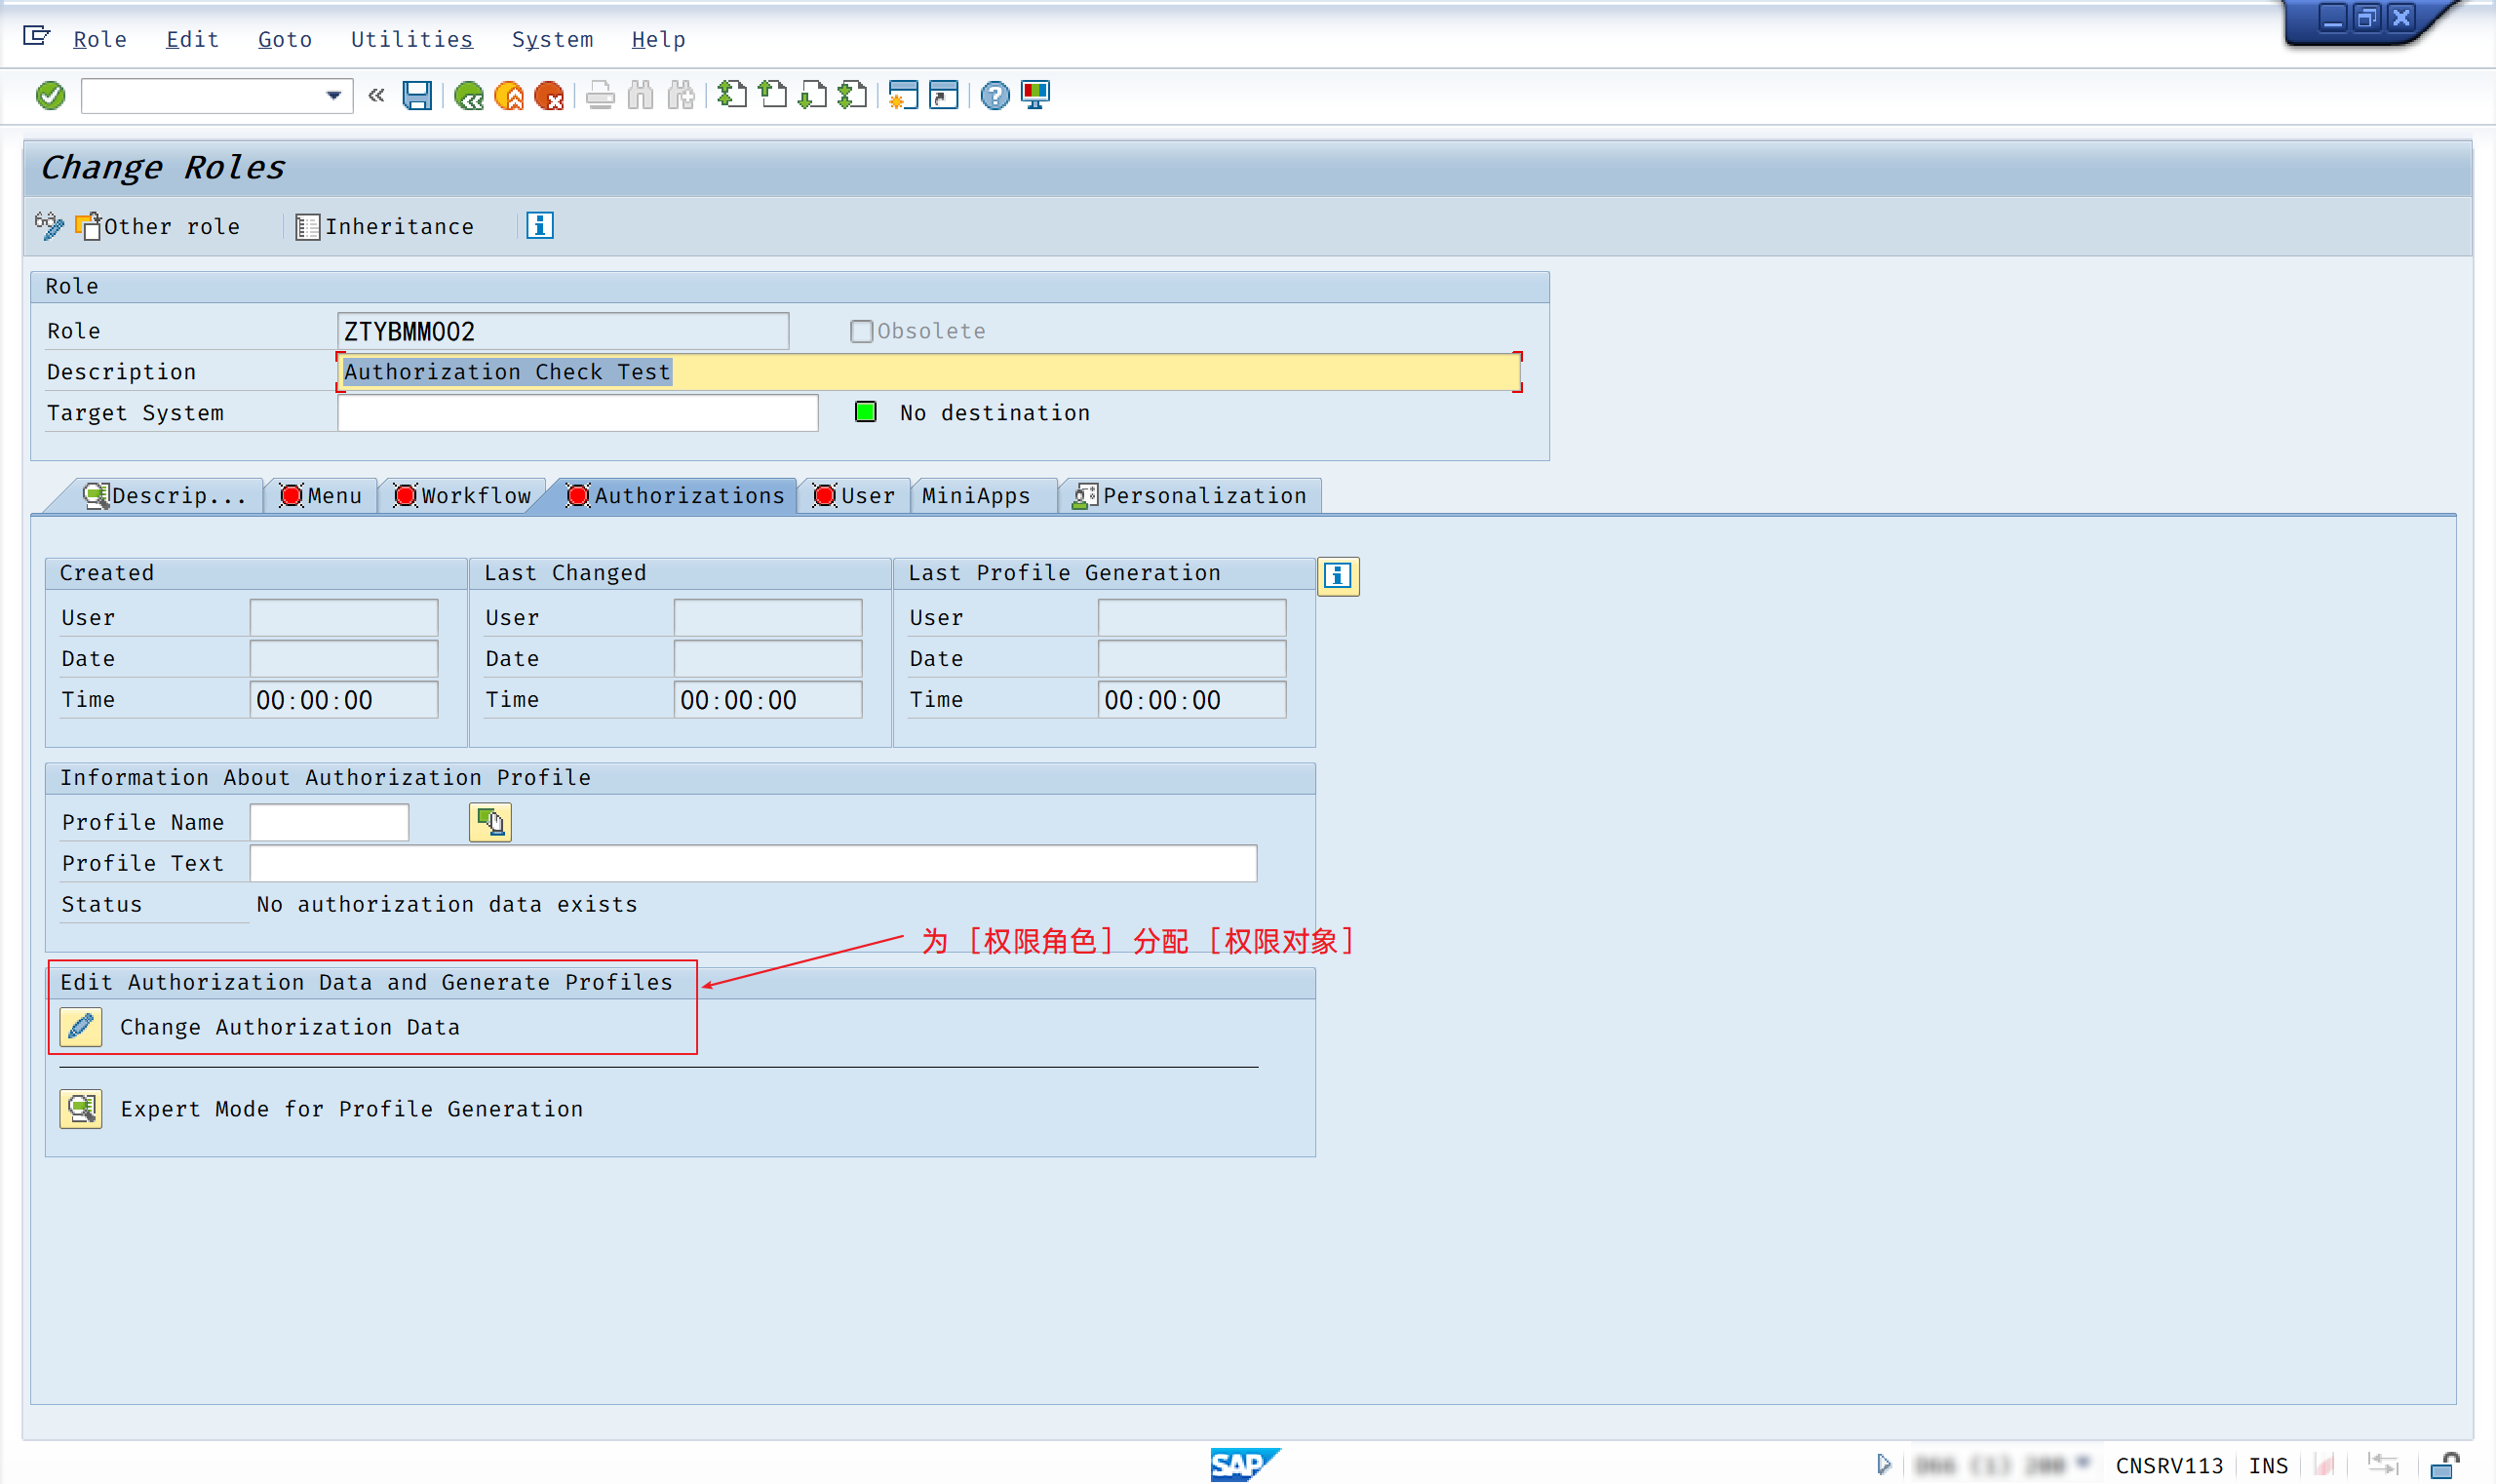 Role Edit Goto Utilities System Help
Change Roles
Other role Inheritance
Role
Role ZTYBMM002 Obsolete
Description Authorization Check Test
Target System No destination
Descrip... Menu Workflow Authorizations User MiniApps Personalization
Created Last Changed Last Profile Generation
User User User
Date Date Date
Time 00:00:00 Time 00:00:00 Time 00:00:00
Information About Authorization Profile
Profile Name
Profile Text
Status No authorization data exists
为［权限角色］分配［权限对象］
Edit Authorization Data and Generate Profiles
Change Authorization Data
Expert Mode for Profile Generation
SAP CNSRV113 INS